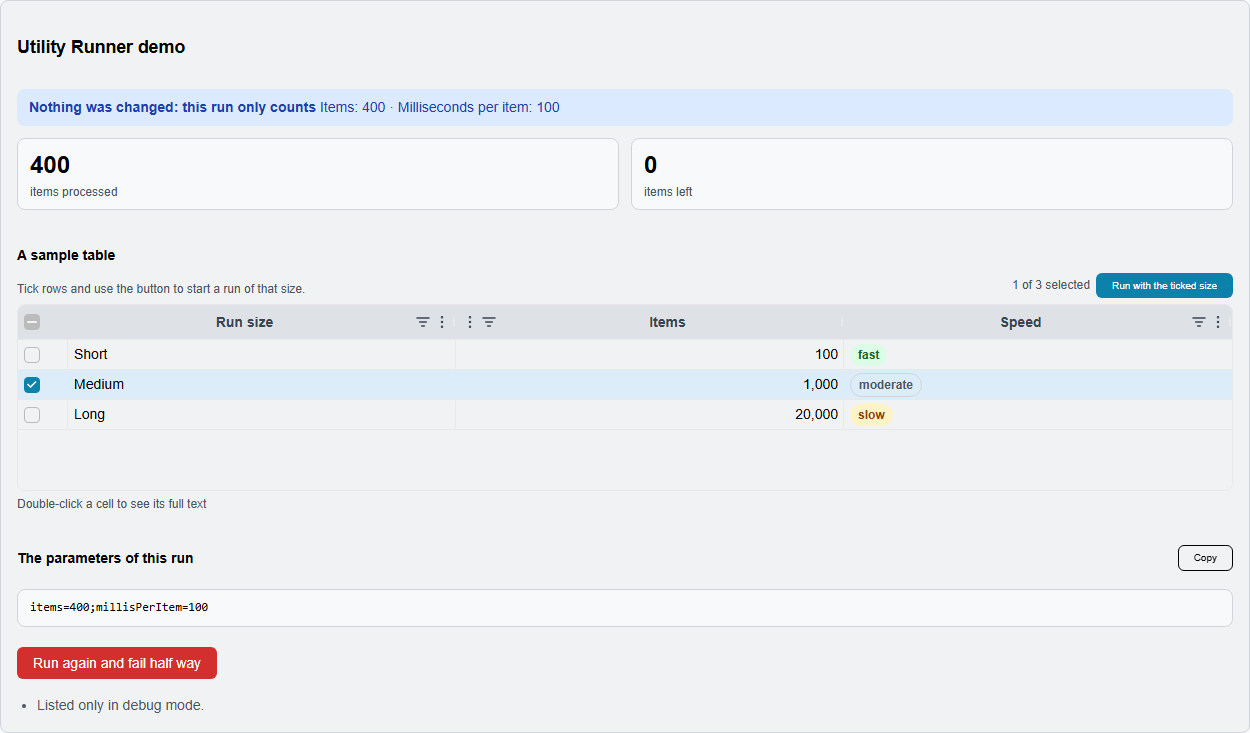 Utility Runner demo
Nothing was changed: this run only counts Items: 400 · Milliseconds per item: 100
400
items processed
0
items left
A sample table
Tick rows and use the button to start a run of that size.
1 of 3 selected
Run with the ticked size
Run size Items Speed
Short 100 fast
Medium 1,000 moderate
Long 20,000 slow
Double-click a cell to see its full text
The parameters of this run
Copy
items=400;millisPerItem=100
Run again and fail half way
• Listed only in debug mode.